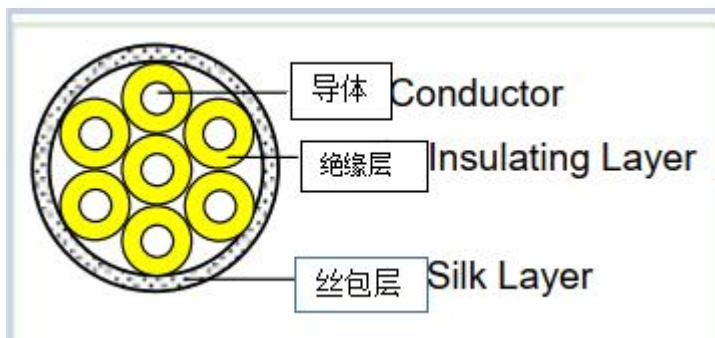 导体 Conductor
绝缘层 Insulating Layer
丝包层 Silk Layer